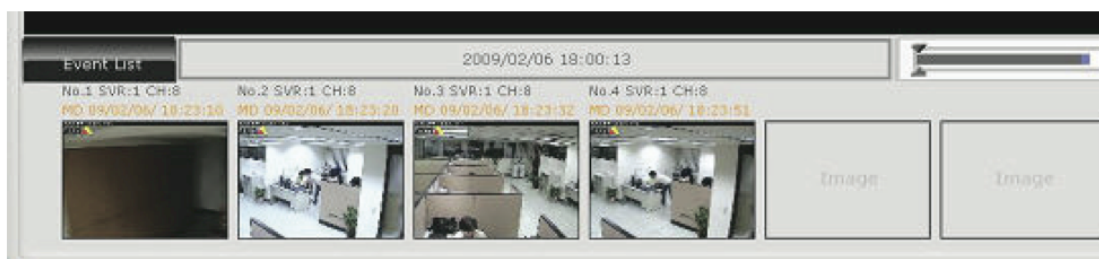 Event List
2009/02/06 18:00:13
No.1 SVR:1 CH:8
MD 09/02/06/ 18:23:10
No.2 SVR:1 CH:8
MD 09/02/06/ 18:23:20
No.3 SVR:1 CH:8
MD 09/02/06/ 18:23:32
No.4 SVR:1 CH:8
MD 09/02/06/ 18:23:51
Image
Image